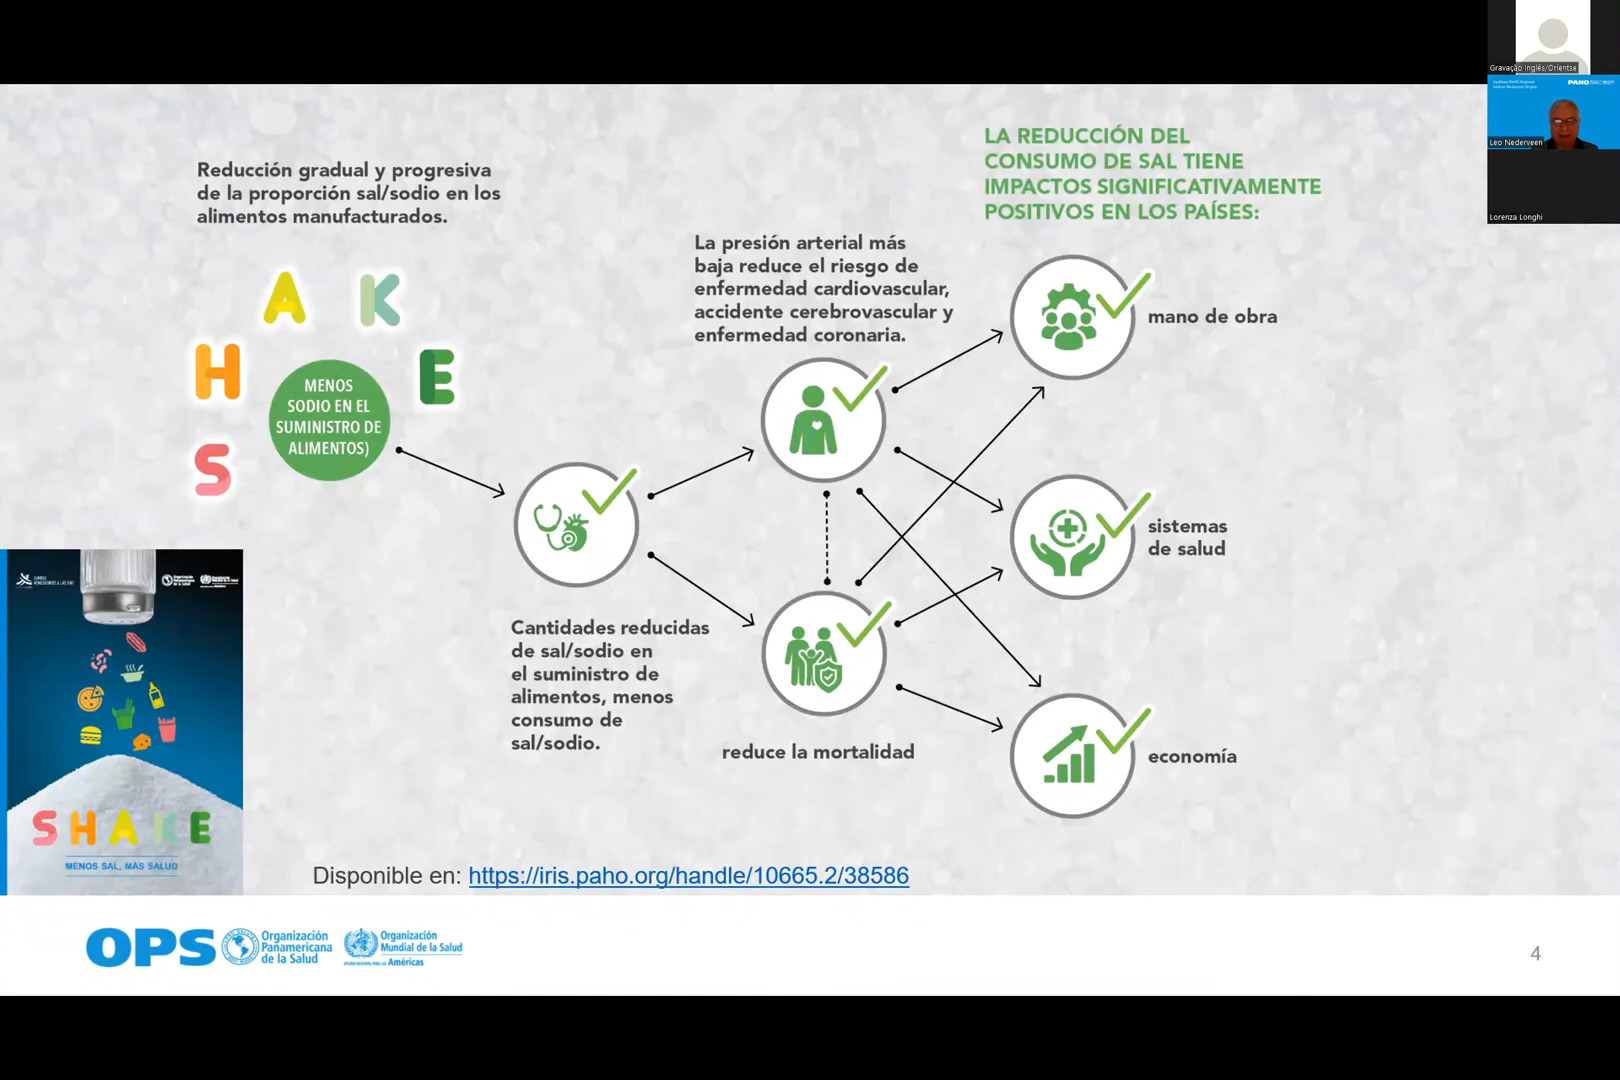 Gravação Inglés/Orientse
PAHO
Leo Nederveen
Lorenza Longhi
Reducción gradual y progresiva
de la proporción sal/sodio en los
alimentos manufacturados.
S H A K E
MENOS
SODIO EN EL
SUMINISTRO DE
ALIMENTOS)
Cantidades reducidas
de sal/sodio en
el suministro de
alimentos, menos
consumo de
sal/sodio.
La presión arterial más
baja reduce el riesgo de
enfermedad cardiovascular,
accidente cerebrovascular y
enfermedad coronaria.
reduce la mortalidad
LA REDUCCIÓN DEL
CONSUMO DE SAL TIENE
IMPACTOS SIGNIFICATIVAMENTE
POSITIVOS EN LOS PAÍSES:
mano de obra
sistemas
de salud
economía
SHAKE
MENOS SAL, MÁS SALUD
Disponible en: https://iris.paho.org/handle/10665.2/38586
OPS
Organización
Panamericana
de la Salud
Organización
Mundial de la Salud
Américas
4